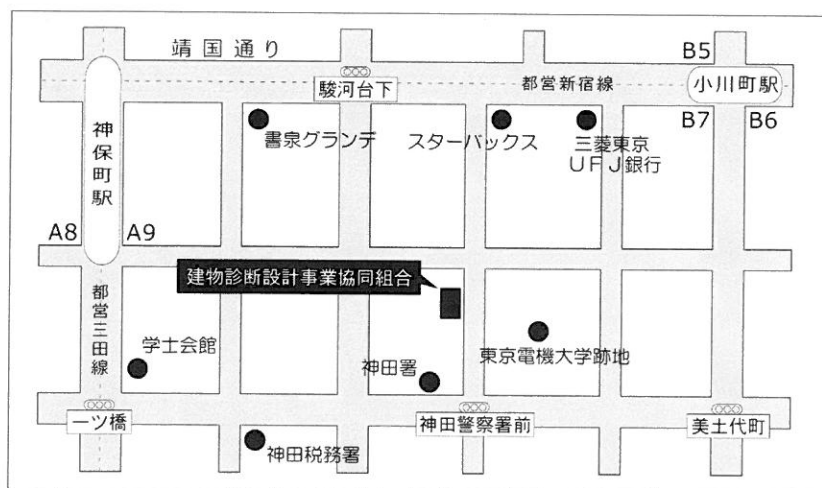 靖国通り
B5
駿河台下
都営新宿線
小川町駅
B7
B6
神保町駅
書泉グランデ
スターバックス
三菱東京
UFJ銀行
A8
A9
建物診断設計事業協同組合
都営三田線
学士会館
神田署
東京電機大学跡地
一ツ橋
神田警察署前
美土代町
神田税務署